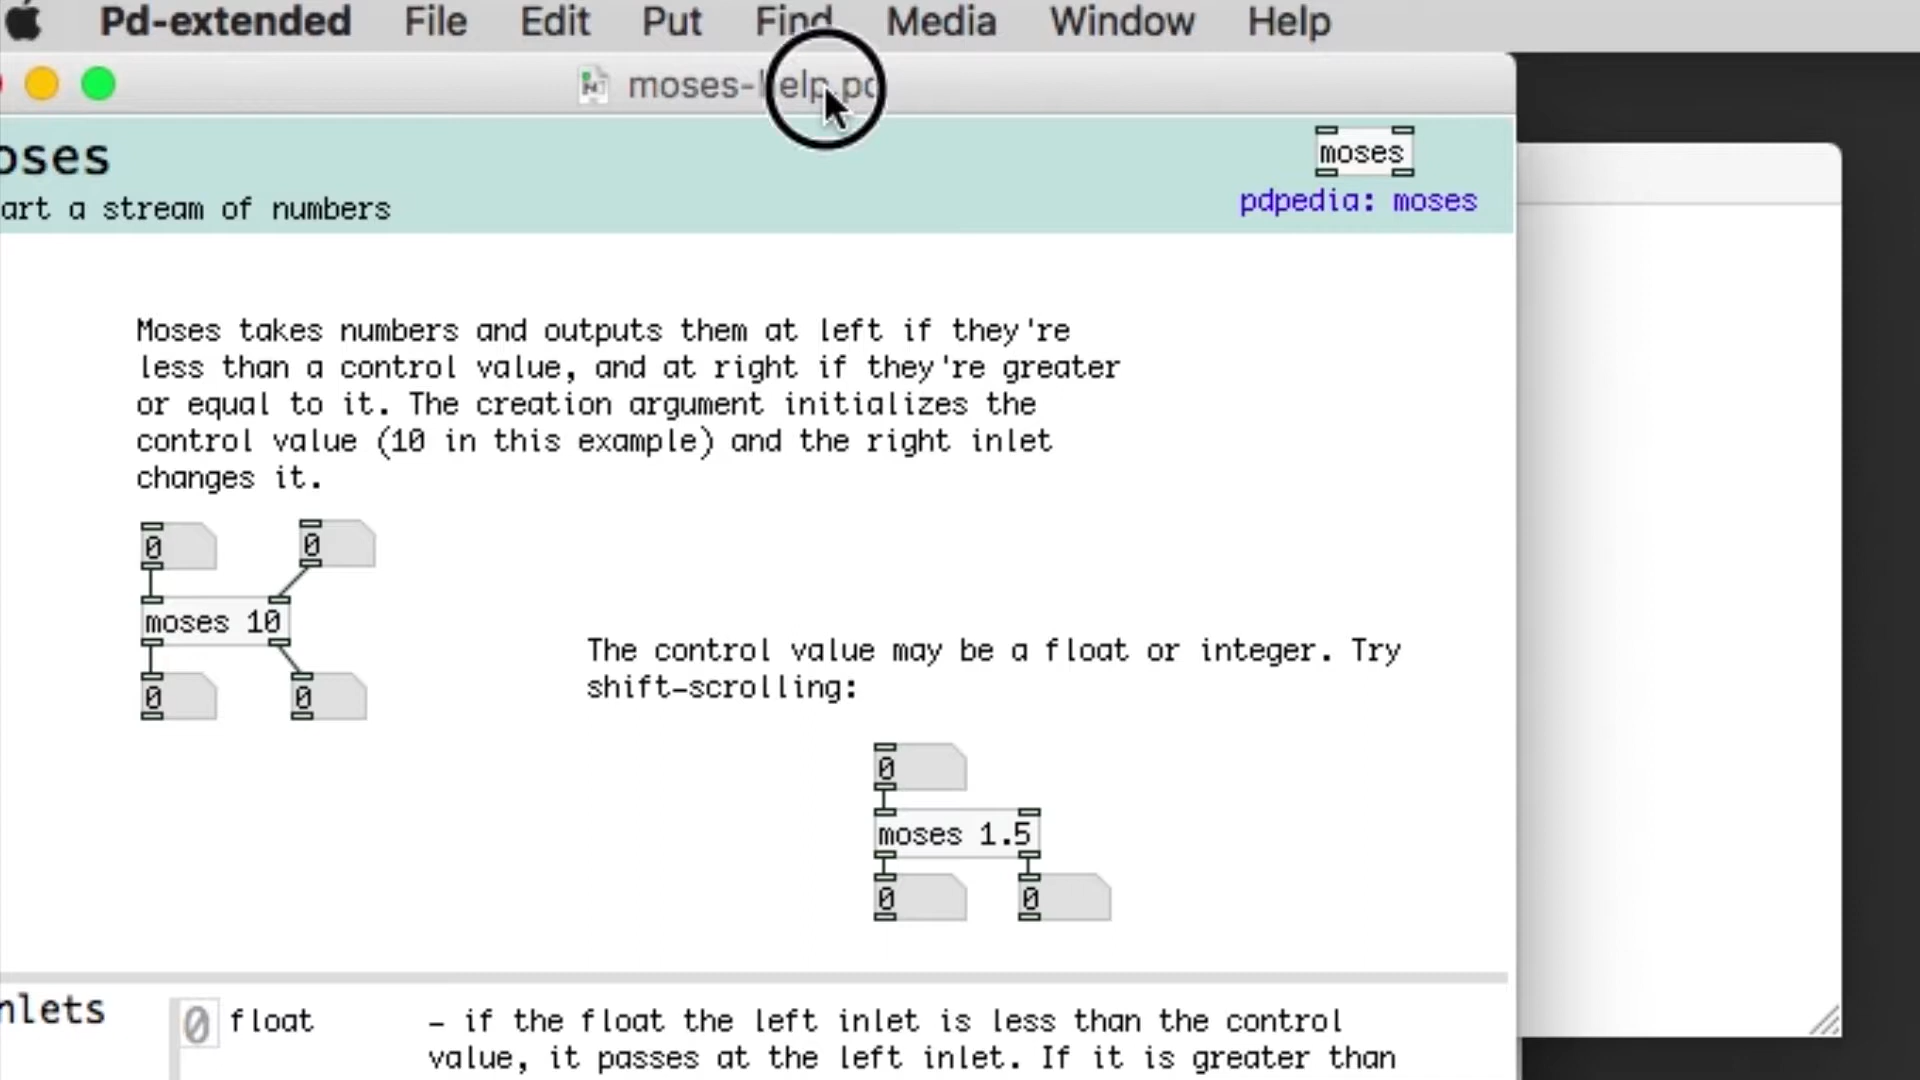 Pd-extended File Edit Put Find Media Window Help
moses-help.pd
oses
moses
art a stream of numbers
pdpedia: moses
Moses takes numbers and outputs them at left if they're
less than a control value, and at right if they're greater
or equal to it. The creation argument initializes the
control value (10 in this example) and the right inlet
changes it.
0
0
moses 10
0
0
The control value may be a float or integer. Try
shift-scrolling:
0
moses 1.5
0
0
nlets
0 float
- if the float the left inlet is less than the control
value, it passes at the left inlet. If it is greater than